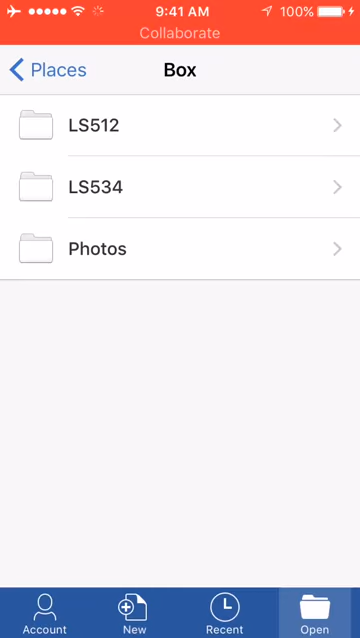 9:41 AM 100%
Collaborate
Places Box
LS512
LS534
Photos
Account New Recent Open